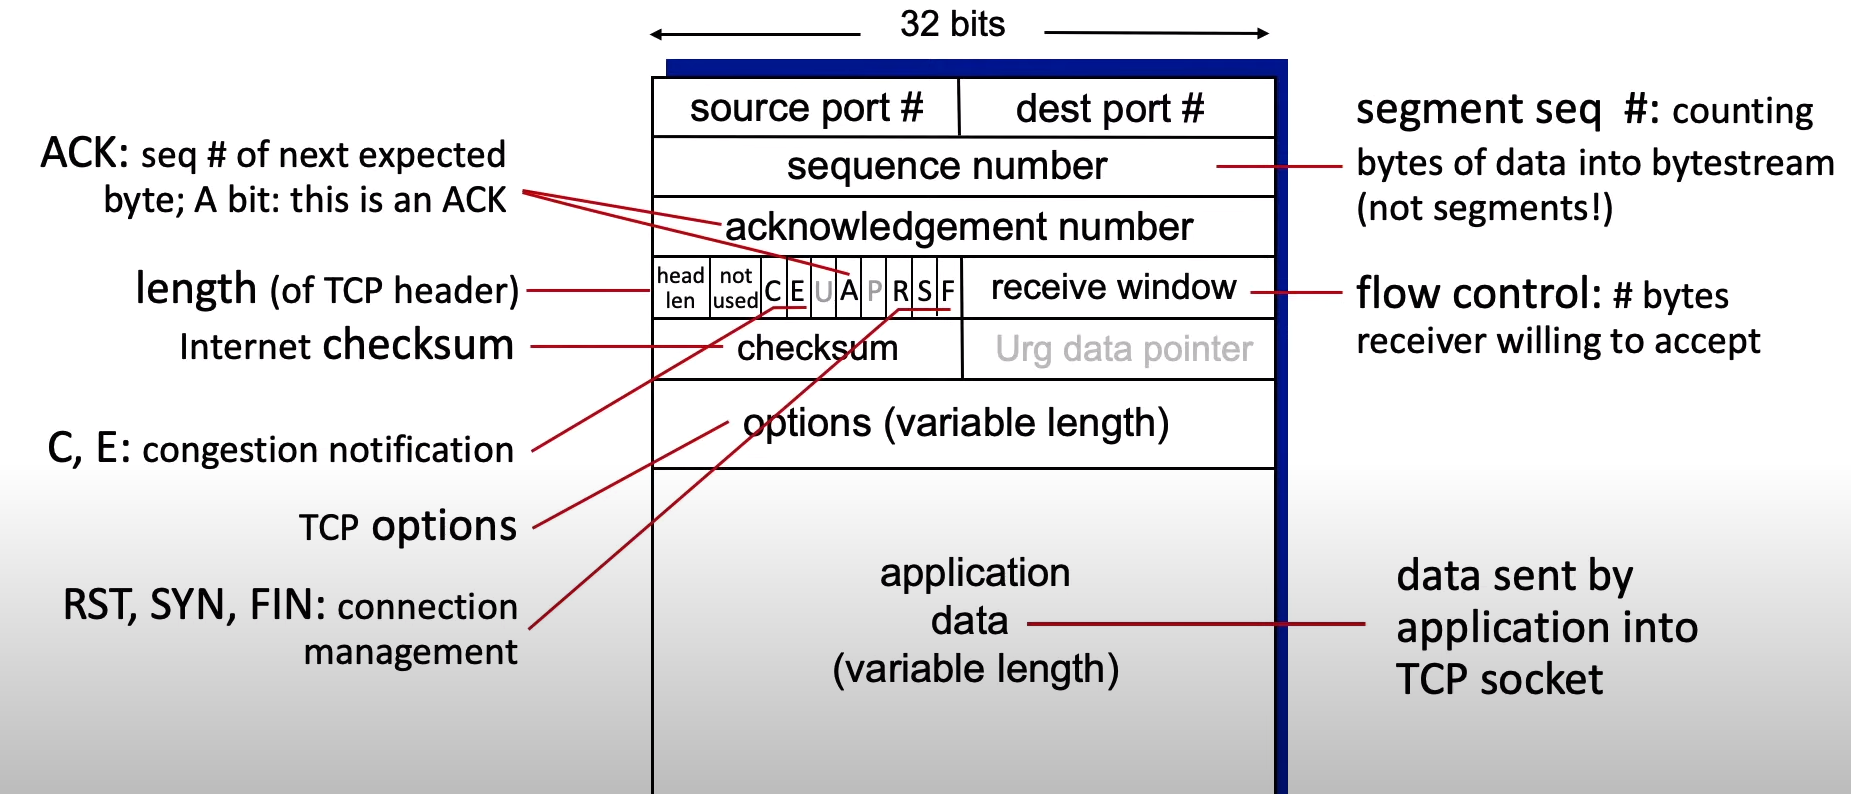 32 bits
source port #
dest port #
sequence number
acknowledgement number
head
len
not
used
C
E
U
A
P
R
S
F
receive window
checksum
Urg data pointer
options (variable length)
application
data
(variable length)
ACK: seq # of next expected
byte; A bit: this is an ACK
length (of TCP header)
Internet checksum
C, E: congestion notification
TCP options
RST, SYN, FIN: connection
management
segment seq #: counting
bytes of data into bytestream
(not segments!)
flow control: # bytes
receiver willing to accept
data sent by
application into
TCP socket